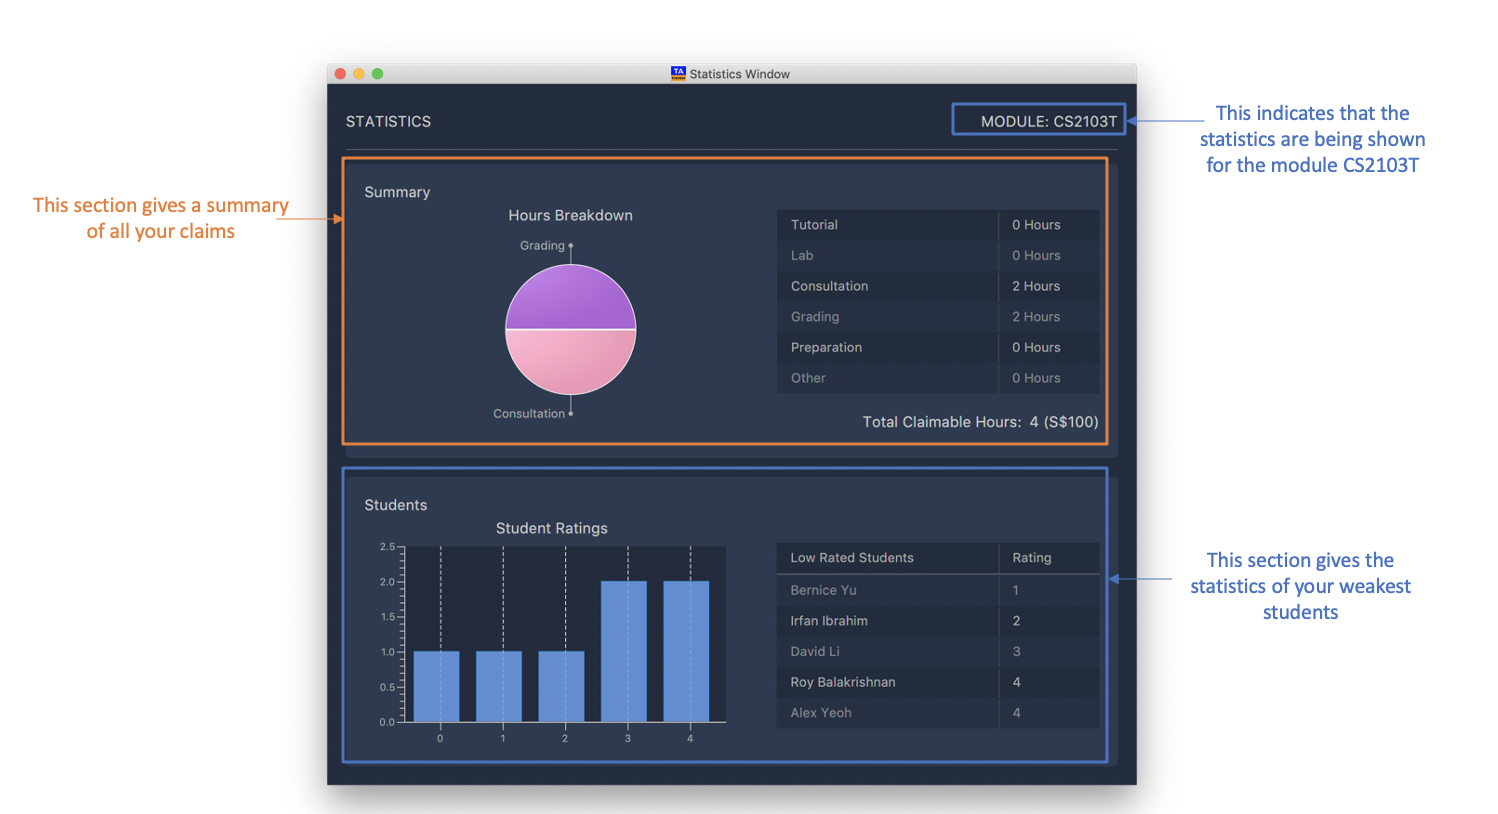 TA
Statistics Window
STATISTICS
MODULE: CS2103T
This indicates that the
statistics are being shown
for the module CS2103T
This section gives a summary
of all your claims
Summary
Hours Breakdown
Grading
Consultation
Tutorial 0 Hours
Lab 0 Hours
Consultation 2 Hours
Grading 2 Hours
Preparation 0 Hours
Other 0 Hours
Total Claimable Hours: 4 (S$100)
Students
Student Ratings
2.5
2.0
1.5
1.0
0.5
0.0
0 1 2 3 4
Low Rated Students Rating
Bernice Yu 1
Irfan Ibrahim 2
David Li 3
Roy Balakrishnan 4
Alex Yeoh 4
This section gives the
statistics of your weakest
students